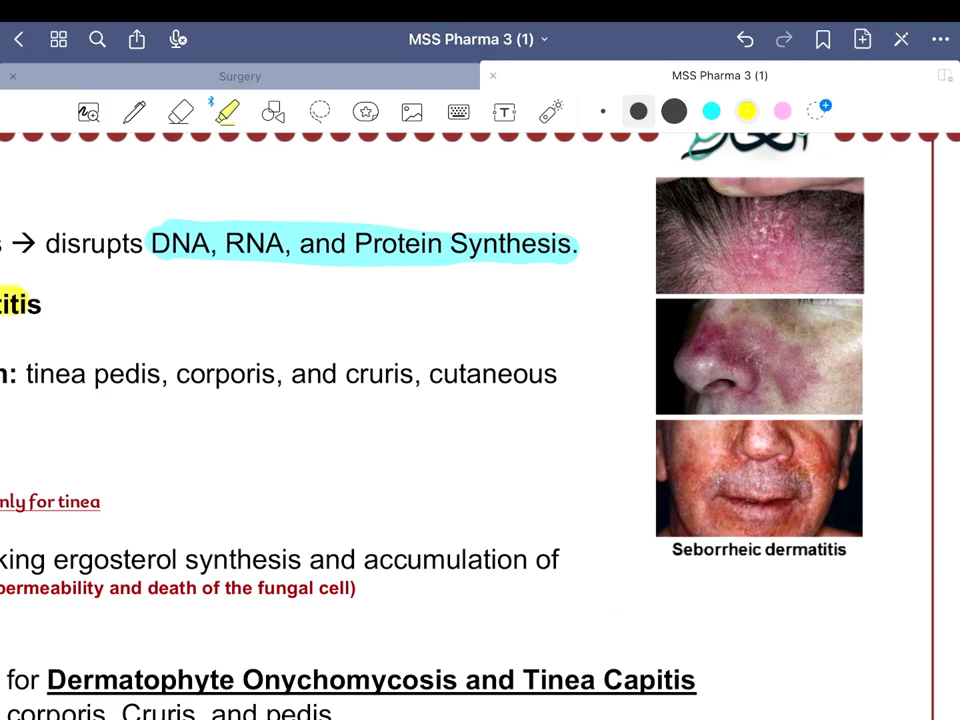 MSS Pharma 3 (1)
Surgery
MSS Pharma 3 (1)
T
s → disrupts DNA, RNA, and Protein Synthesis.
titis
n: tinea pedis, corporis, and cruris, cutaneous
nly for tinea
king ergosterol synthesis and accumulation of
permeability and death of the fungal cell)
Seborrheic dermatitis
for Dermatophyte Onychomycosis and Tinea Capitis
corporis, Cruris, and pedis